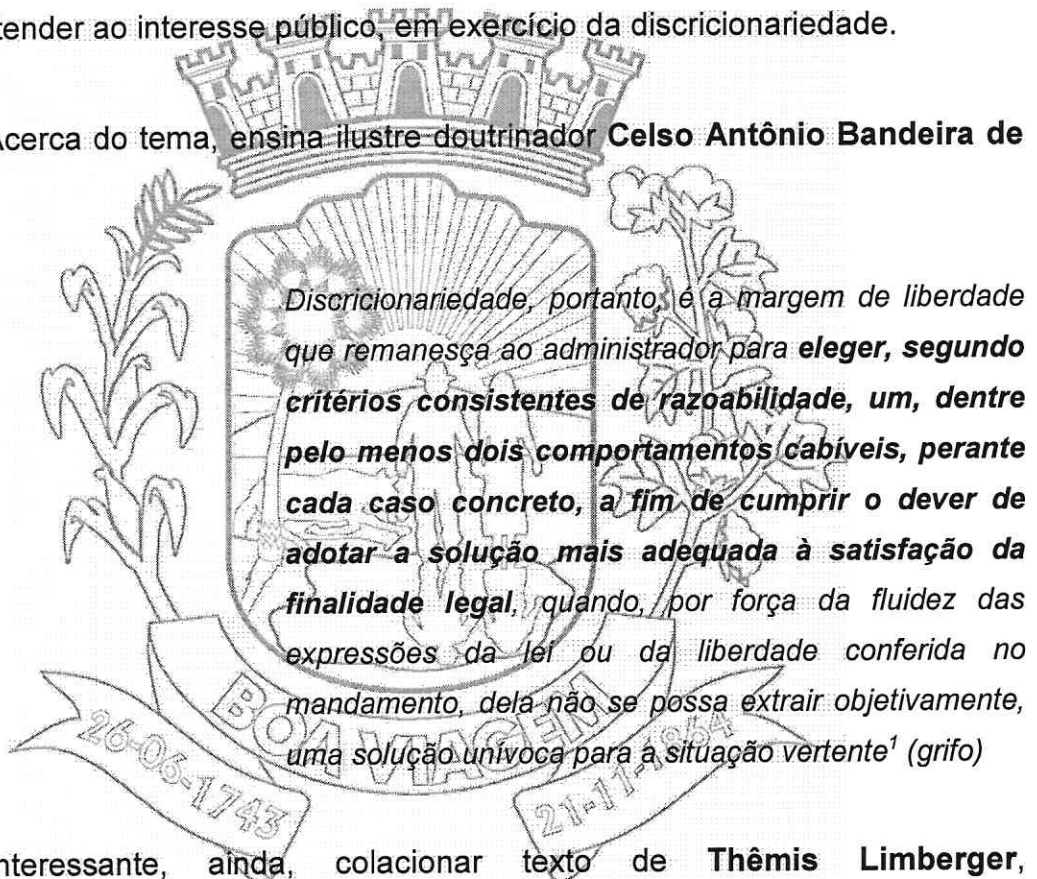 tender ao interesse público, em exercício da discricionariedade.
Acerca do tema, ensina ilustre doutrinador Celso Antônio Bandeira de
Discricionariedade, portanto, é a margem de liberdade
que remanesça ao administrador para eleger, segundo
critérios consistentes de razoabilidade, um, dentre
pelo menos dois comportamentos cabíveis, perante
cada caso concreto, a fim de cumprir o dever de
adotar a solução mais adequada à satisfação da
finalidade legal, quando, por força da fluidez das
expressões da lei ou da liberdade conferida no
mandamento, dela não se possa extrair objetivamente,
uma solução unívoca para a situação vertente¹ (grifo)
BOA VIAGEM
26-06-1743
21-11-1864
nteressante, ainda, colacionar texto de Thêmis Limberger,